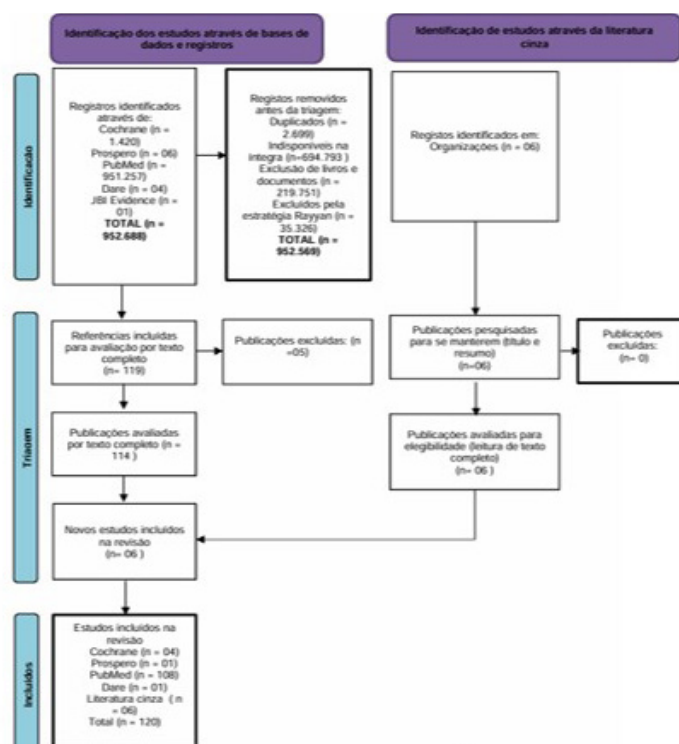 Identificação dos estudos através de bases de
dados e registros
Identificação de estudos através da literatura
cinza
Identificação
Registros identificados
através de:
Cochrane (n =
1.420)
Prospero (n = 06)
PubMed (n =
951.257)
Dare (n = 04)
JBI Evidence (n =
01)
TOTAL (n =
952.688)
Registos removidos
antes da triagem:
Duplicados (n =
2.699)
Indisponíveis na
íntegra (n=694.793 )
Exclusão de livros e
documentos (n =
219.751)
Excluídos pela
estratégia Rayyan (n =
35.326)
TOTAL (n =
952.569)
Registos identificados em:
Organizações (n = 06)
Triagem
Referências incluídas
para avaliação por texto
completo
(n= 119)
Publicações excluídas: (n
=05)
Publicações pesquisadas
para se manterem (título e
resumo)
(n=06)
Publicações
excluídas:
(n= 0)
Publicações avaliadas
por texto completo (n =
114 )
Publicações avaliadas para
elegibilidade (leitura de texto
completo)
(n= 06 )
Novos estudos incluídos
na revisão
(n= 06 )
Incluídos
Estudos incluídos na
revisão
Cochrane (n = 04)
Prospero (n = 01)
PubMed (n = 108)
Dare (n = 01)
Literatura cinza ( n
= 06)
Total (n = 120)